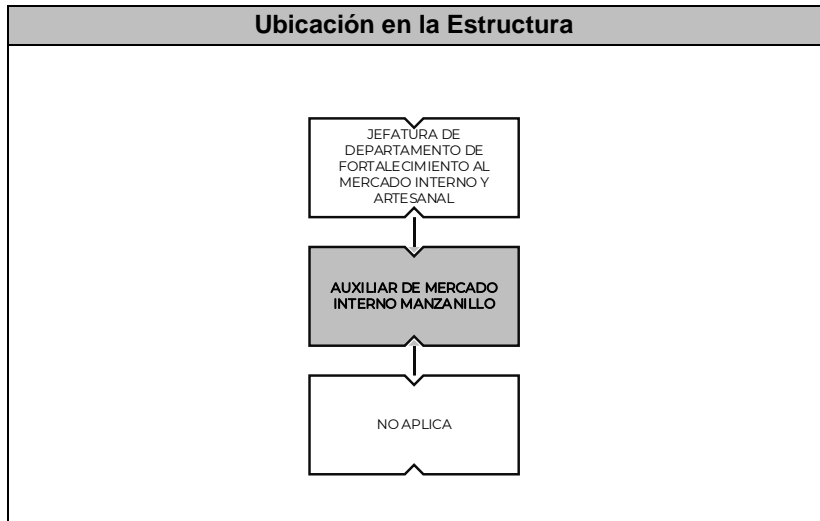 Ubicación en la Estructura
JEFATURA DE
DEPARTAMENTO DE
FORTALECIMIENTO AL
MERCADO INTERNO Y
ARTESANAL
AUXILIAR DE MERCADO
INTERNO MANZANILLO
NO APLICA